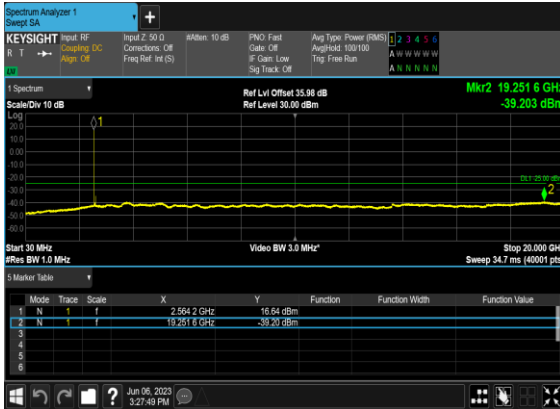 Spectrum Analyzer 1
Swept SA
+
KEYSIGHT Input: RF Input Z: 50 Ω #Atten: 10 dB PNO: Fast Avg Type: Power (RMS) 1 2 3 4 5 6
R T Coupling: DC Corrections: Off Gate: Off Avg|Hold: 100/100 A W W W W W
Align: Off Freq Ref: Int (S) IF Gain: Low Trig: Free Run
Sig Track: Off A N N N N N
1 Spectrum Ref Lvl Offset 35.98 dB Mkr2 19.251 6 GHz
Scale/Div 10 dB Ref Level 30.00 dBm -39.203 dBm
Log
1
20.0
10.0
0.00
-10.0
-20.0
-30.0
2
-40.0
-50.0
-60.0
Start 30 MHz Video BW 3.0 MHz* Stop 20.000 GH
#Res BW 1.0 MHz Sweep 34.7 ms (40001 pts
5 Marker Table
Mode Trace Scale X Y Function Function Width Function Value
1 N 1 f 2.564 2 GHz 16.64 dBm
2 N 1 f 19.251 6 GHz -39.20 dBm
3
4
5
6
? Jun 06, 2023
3:27:49 PM